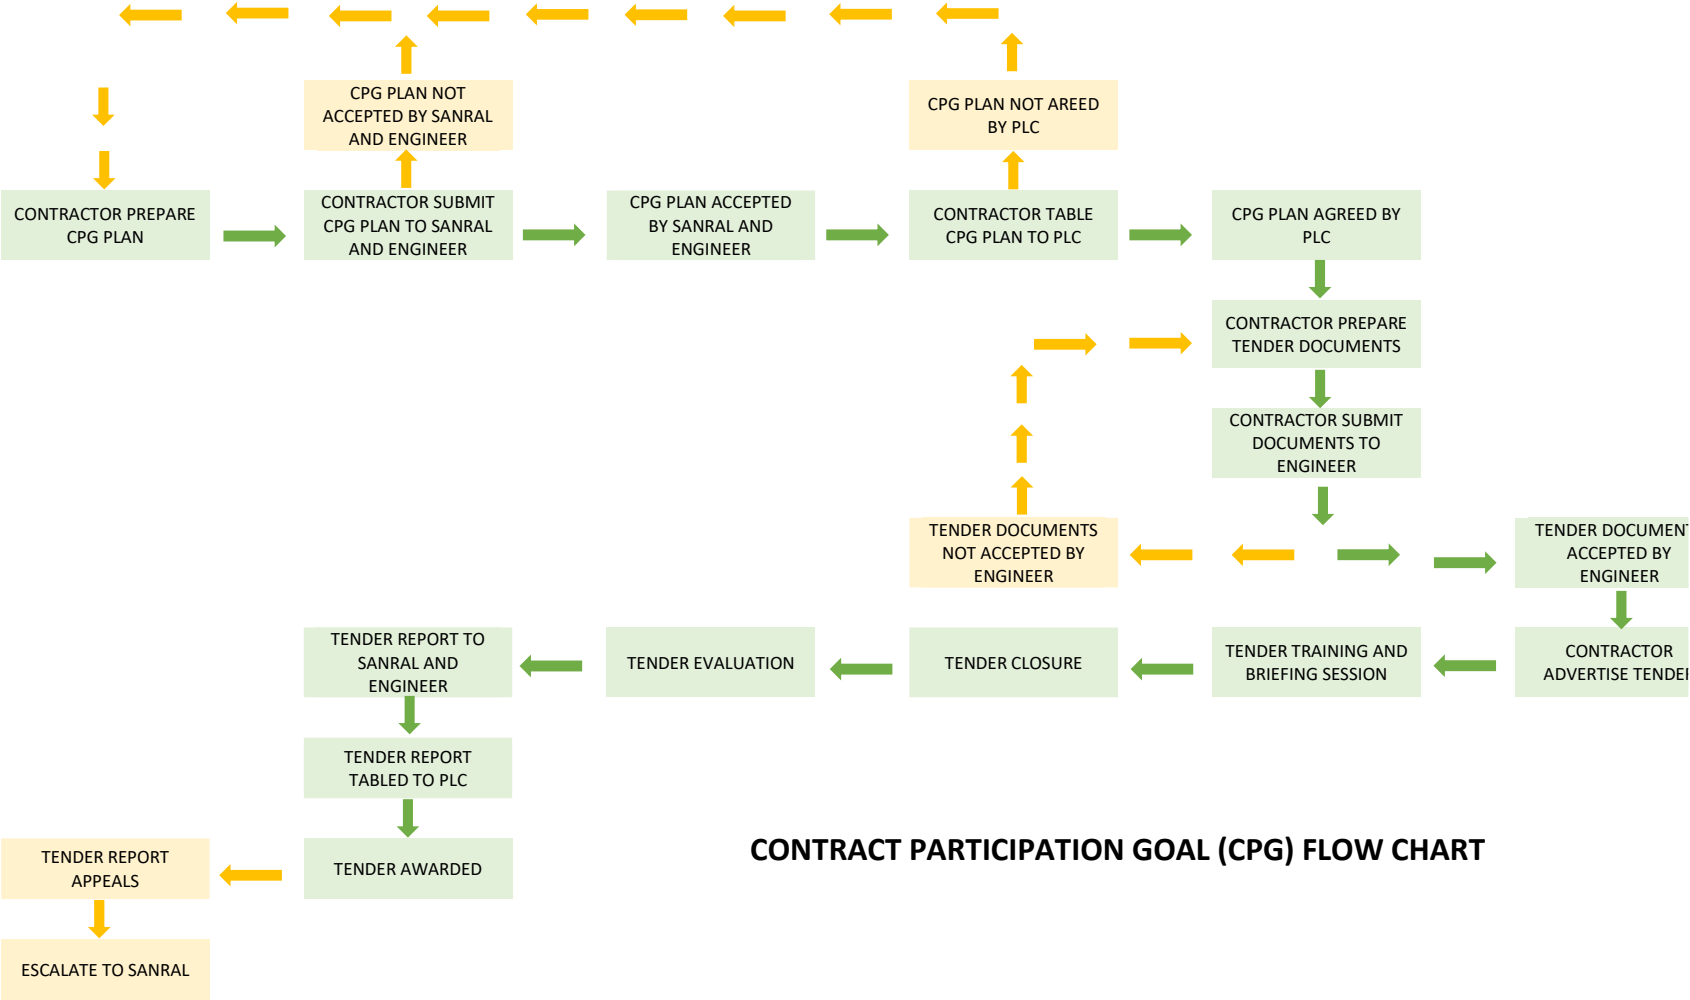 CPG PLAN NOT
ACCEPTED BY SANRAL
AND ENGINEER
CPG PLAN NOT AREED
BY PLC
CONTRACTOR PREPARE
CPG PLAN
CONTRACTOR SUBMIT
CPG PLAN TO SANRAL
AND ENGINEER
CPG PLAN ACCEPTED
BY SANRAL AND
ENGINEER
CONTRACTOR TABLE
CPG PLAN TO PLC
CPG PLAN AGREED BY
PLC
CONTRACTOR PREPARE
TENDER DOCUMENTS
CONTRACTOR SUBMIT
DOCUMENTS TO
ENGINEER
TENDER DOCUMENTS
NOT ACCEPTED BY
ENGINEER
TENDER DOCUMENT
ACCEPTED BY
ENGINEER
CONTRACTOR
ADVERTISE TENDER
TENDER TRAINING AND
BRIEFING SESSION
TENDER CLOSURE
TENDER EVALUATION
TENDER REPORT TO
SANRAL AND
ENGINEER
TENDER REPORT
TABLED TO PLC
TENDER AWARDED
TENDER REPORT
APPEALS
ESCALATE TO SANRAL
CONTRACT PARTICIPATION GOAL (CPG) FLOW CHART